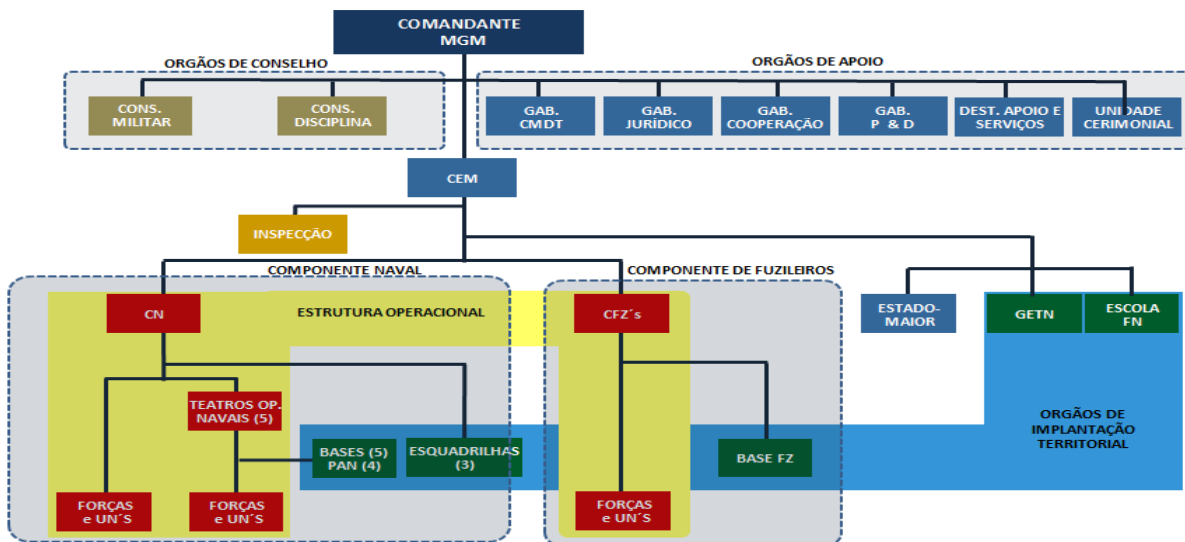 COMANDANTE
MGM
ORGÃOS DE CONSELHO
ORGÃOS DE APOIO
CONS.
MILITAR
CONS.
DISCIPLINA
GAB.
CMDT
GAB.
JURÍDICO
GAB.
COOPERAÇÃO
GAB.
P & D
DEST. APOIO E
SERVIÇOS
UNIDADE
CERIMONIAL
CEM
INSPECÇÃO
COMPONENTE NAVAL
COMPONENTE DE FUZILEIROS
CN
ESTRUTURA OPERACIONAL
CFZ´s
ESTADO-
MAIOR
GETN
ESCOLA
FN
TEATROS OP.
NAVAIS (5)
ORGÃOS DE
IMPLANTAÇÃO
TERRITORIAL
BASES (5)
PAN (4)
ESQUADRILHAS
(3)
BASE FZ
FORÇAS
e UN´S
FORÇAS
e UN´S
FORÇAS
e UN´S